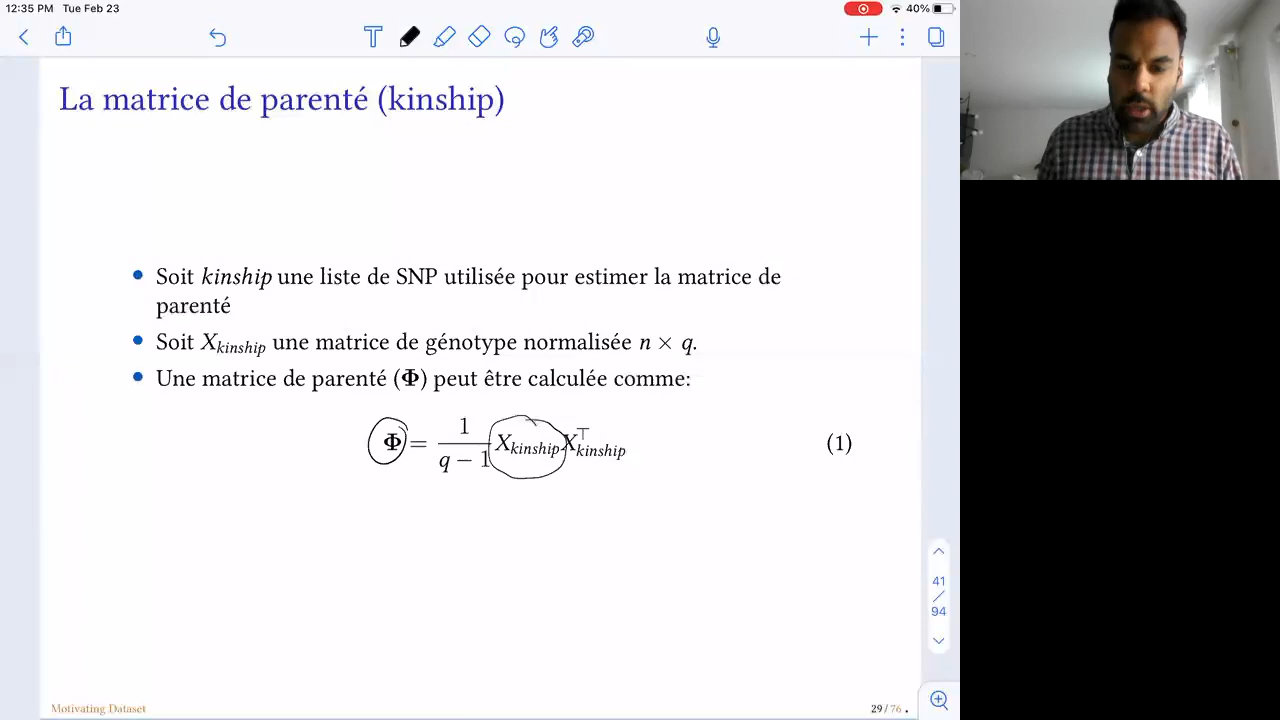 12:35 PM Tue Feb 23
40%
La matrice de parenté (kinship)
• Soit kinship une liste de SNP utilisée pour estimer la matrice de
parenté
• Soit X_kinship une matrice de génotype normalisée n × q.
• Une matrice de parenté (Φ) peut être calculée comme:
Φ = 1/(q − 1) X_kinship X_kinship^⊤ (1)
41
/
94
Motivating Dataset
29 / 76 .